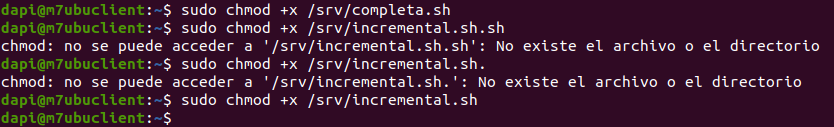 dapi@m7ubuclient:~$ sudo chmod +x /srv/completa.sh
dapi@m7ubuclient:~$ sudo chmod +x /srv/incremental.sh.sh
chmod: no se puede acceder a '/srv/incremental.sh.sh': No existe el archivo o el directorio
dapi@m7ubuclient:~$ sudo chmod +x /srv/incremental.sh.
chmod: no se puede acceder a '/srv/incremental.sh.': No existe el archivo o el directorio
dapi@m7ubuclient:~$ sudo chmod +x /srv/incremental.sh
dapi@m7ubuclient:~$